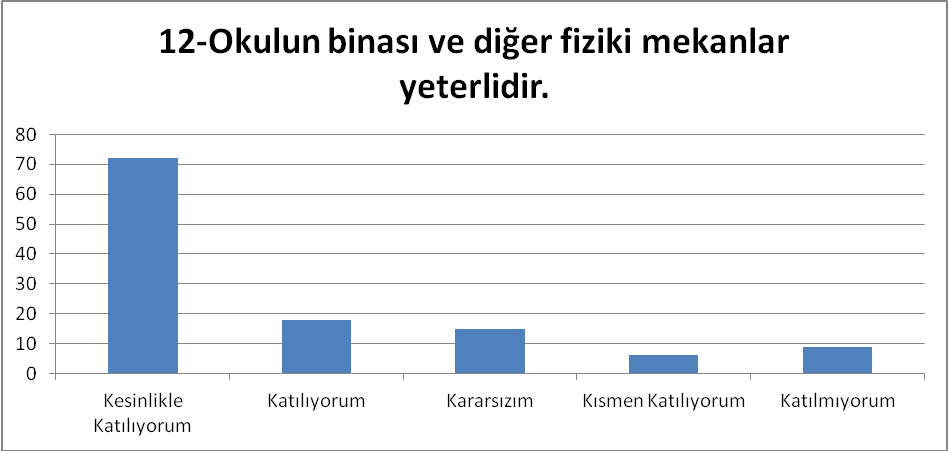 12-Okulun binası ve diğer fiziki mekanlar
yeterlidir.
80
70
60
50
40
30
20
10
0
Kesinlikle
Katılıyorum
Katılıyorum
Kararsızım
Kısmen Katılıyorum
Katılmıyorum